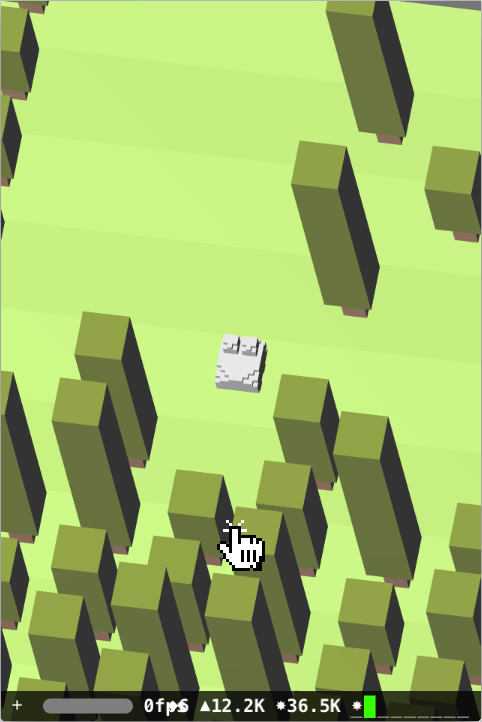 + 0fps ▲12.2K ✸36.5K ✸